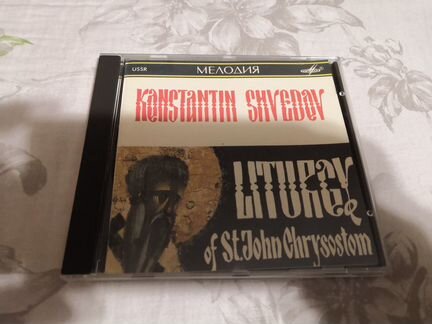 USSR
МЕЛОДИЯ
KONSTANTIN SHVEDOV
LITURGY
of St. John Chrysostom